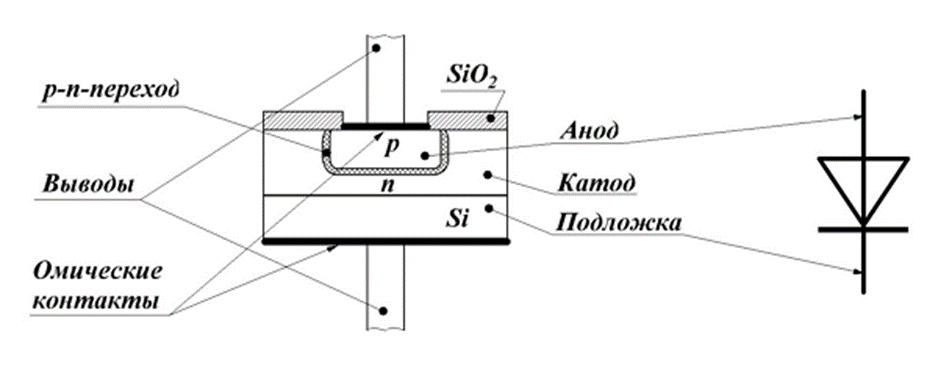 p-n-переход
SiO2
p
Анод
Выводы
n
Катод
Si
Подложка
Омические
контакты